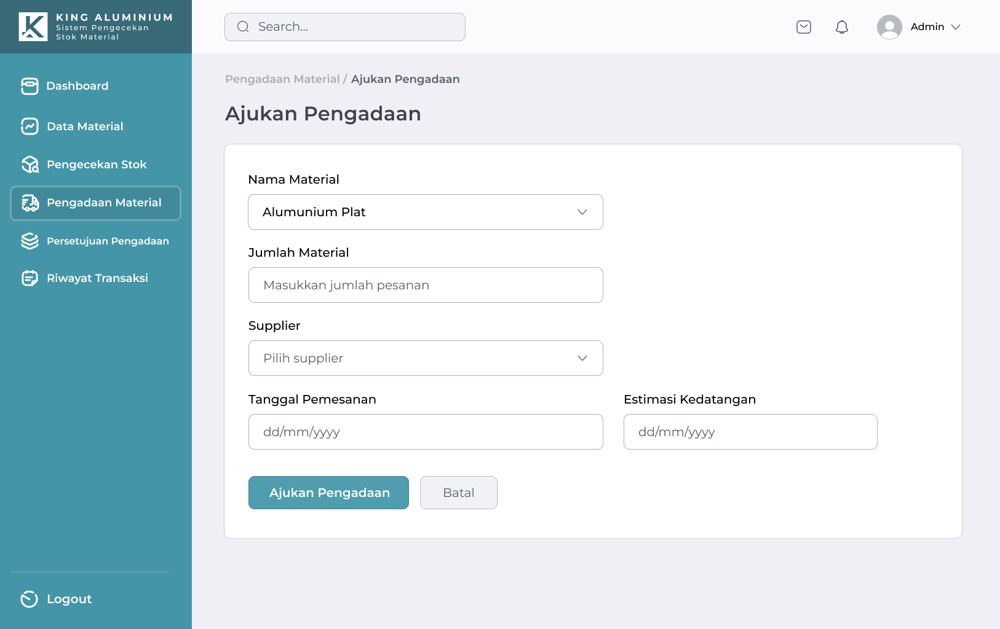 KING ALUMINIUM
Sistem Pengecekan
Stok Material
Search...
Admin
Dashboard
Data Material
Pengecekan Stok
Pengadaan Material
Persetujuan Pengadaan
Riwayat Transaksi
Logout
Pengadaan Material / Ajukan Pengadaan
Ajukan Pengadaan
Nama Material
Alumunium Plat
Jumlah Material
Masukkan jumlah pesanan
Supplier
Pilih supplier
Tanggal Pemesanan
dd/mm/yyyy
Estimasi Kedatangan
dd/mm/yyyy
Ajukan Pengadaan
Batal